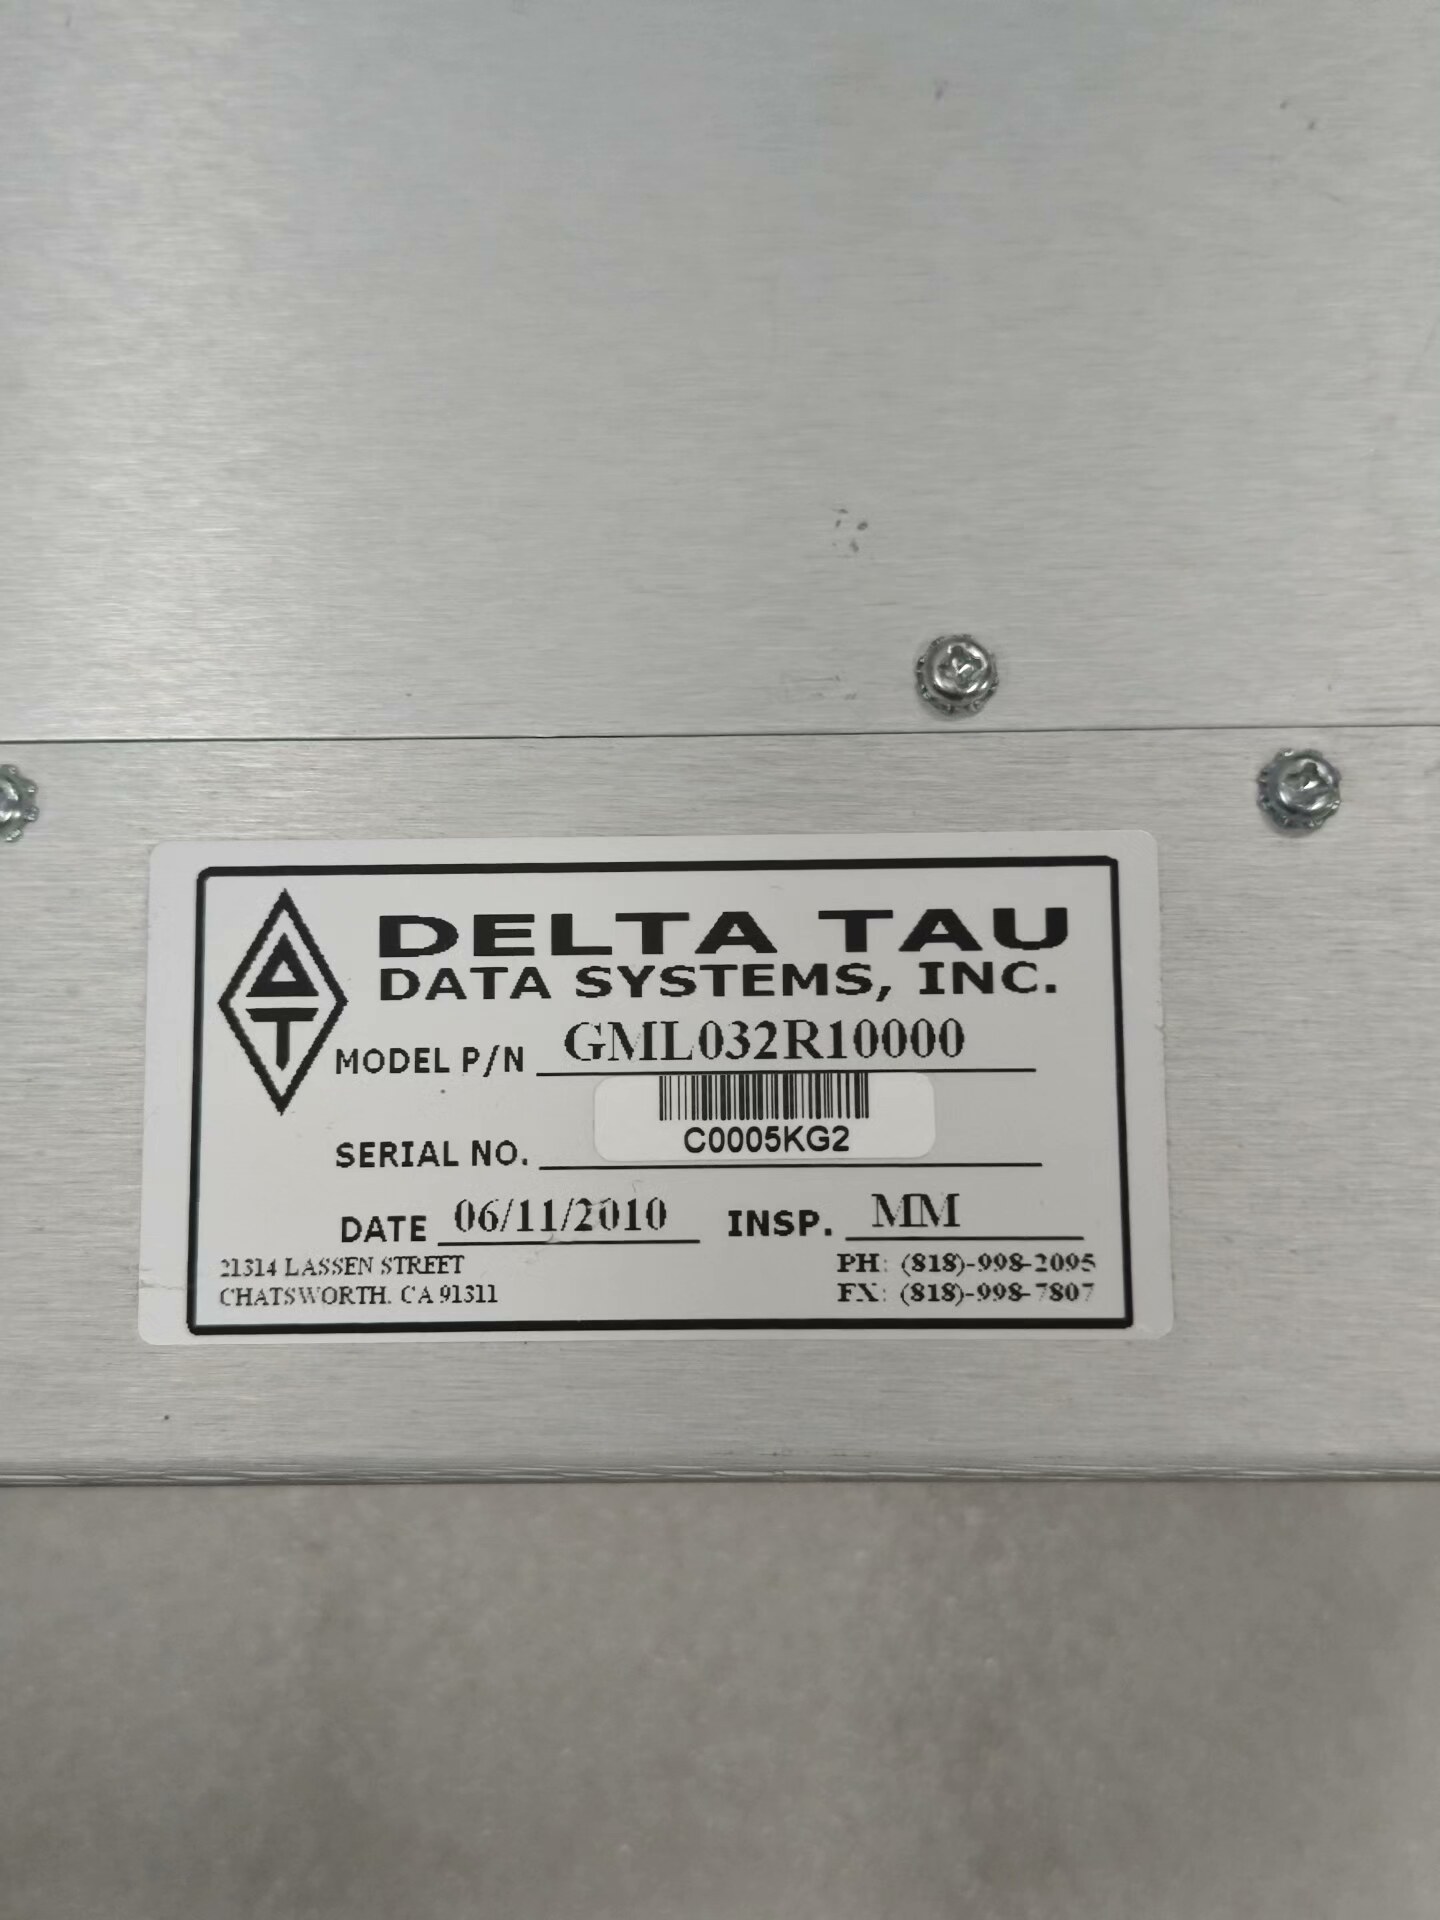 DELTA TAU
DATA SYSTEMS, INC.
MODEL P/N GML032R10000
C0005KG2
SERIAL NO.
DATE 06/11/2010 INSP. MM
21314 LASSEN STREET PH: (818)-998-2095
CHATSWORTH. CA 91311 FX: (818)-998-7807